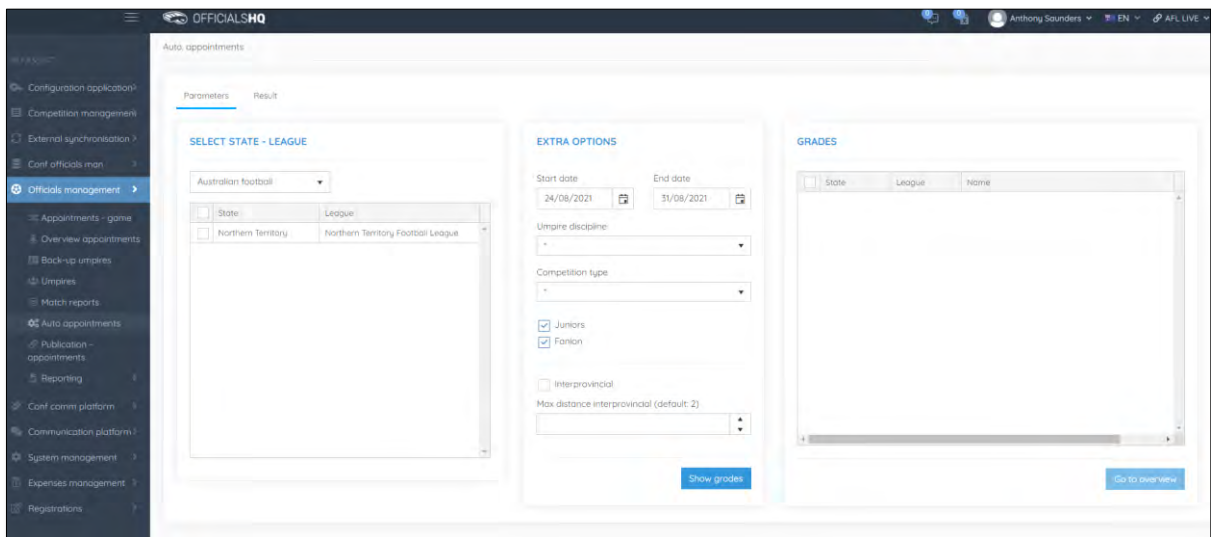 OFFICIALSHQ
Anthony Saunders
EN
AFL LIVE
Auto. appointments
Configuration application
Competition management
External synchronisation
Conf officials man
Officials management
Appointments - game
Overview appointments
Back-up umpires
Umpires
Match reports
Auto appointments
Publication -
appointments
Reporting
Conf comm platform
Communication platform
System management
Expenses management
Registrations
Parameters Result
SELECT STATE - LEAGUE
Australian football
State League
Northern Territory Northern Territory Football League
EXTRA OPTIONS
Start date End date
24/08/2021 31/08/2021
Umpire discipline
*
Competition type
*
Juniors
Fanion
Interprovincial
Max distance interprovincial (default: 2)
Show grades
GRADES
State League Name
Go to overview